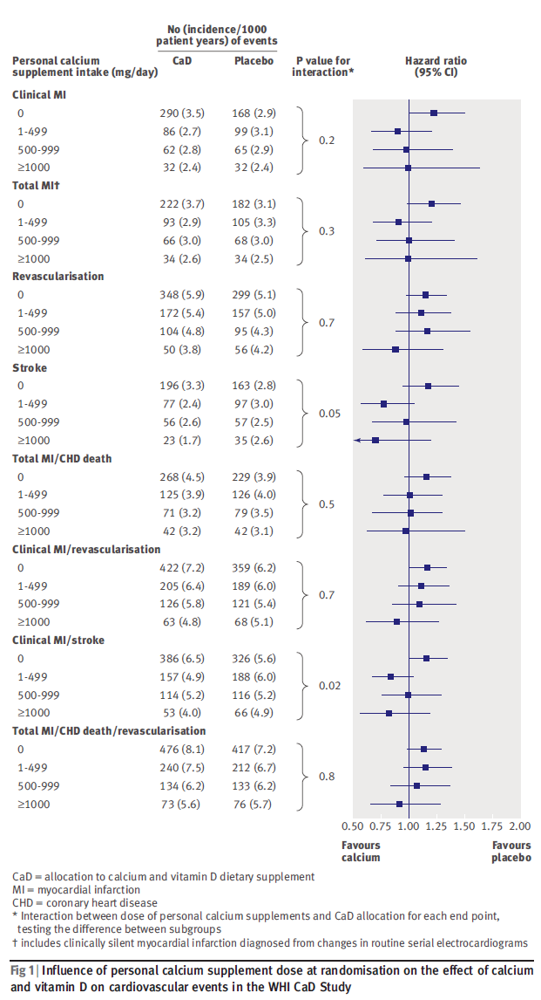 No (incidence/1000
patient years) of events
Personal calcium
supplement intake (mg/day)
CaD
Placebo
P value for
interaction*
Hazard ratio
(95% CI)
Clinical MI
0 290 (3.5) 168 (2.9)
1-499 86 (2.7) 99 (3.1)
500-999 62 (2.8) 65 (2.9)
≥1000 32 (2.4) 32 (2.4)
0.2
Total MI†
0 222 (3.7) 182 (3.1)
1-499 93 (2.9) 105 (3.3)
500-999 66 (3.0) 68 (3.0)
≥1000 34 (2.6) 34 (2.5)
0.3
Revascularisation
0 348 (5.9) 299 (5.1)
1-499 172 (5.4) 157 (5.0)
500-999 104 (4.8) 95 (4.3)
≥1000 50 (3.8) 56 (4.2)
0.7
Stroke
0 196 (3.3) 163 (2.8)
1-499 77 (2.4) 97 (3.0)
500-999 56 (2.6) 57 (2.5)
≥1000 23 (1.7) 35 (2.6)
0.05
Total MI/CHD death
0 268 (4.5) 229 (3.9)
1-499 125 (3.9) 126 (4.0)
500-999 71 (3.2) 79 (3.5)
≥1000 42 (3.2) 42 (3.1)
0.5
Clinical MI/revascularisation
0 422 (7.2) 359 (6.2)
1-499 205 (6.4) 189 (6.0)
500-999 126 (5.8) 121 (5.4)
≥1000 63 (4.8) 68 (5.1)
0.7
Clinical MI/stroke
0 386 (6.5) 326 (5.6)
1-499 157 (4.9) 188 (6.0)
500-999 114 (5.2) 116 (5.2)
≥1000 53 (4.0) 66 (4.9)
0.02
Total MI/CHD death/revascularisation
0 476 (8.1) 417 (7.2)
1-499 240 (7.5) 212 (6.7)
500-999 134 (6.2) 133 (6.2)
≥1000 73 (5.6) 76 (5.7)
0.8
0.50 0.75 1.00 1.25 1.50 1.75 2.00
Favours
calcium
Favours
placebo
CaD = allocation to calcium and vitamin D dietary supplement
MI = myocardial infarction
CHD = coronary heart disease
* Interaction between dose of personal calcium supplements and CaD allocation for each end point,
testing the difference between subgroups
† includes clinically silent myocardial infarction diagnosed from changes in routine serial electrocardiograms
Fig 1| Influence of personal calcium supplement dose at randomisation on the effect of calcium
and vitamin D on cardiovascular events in the WHI CaD Study